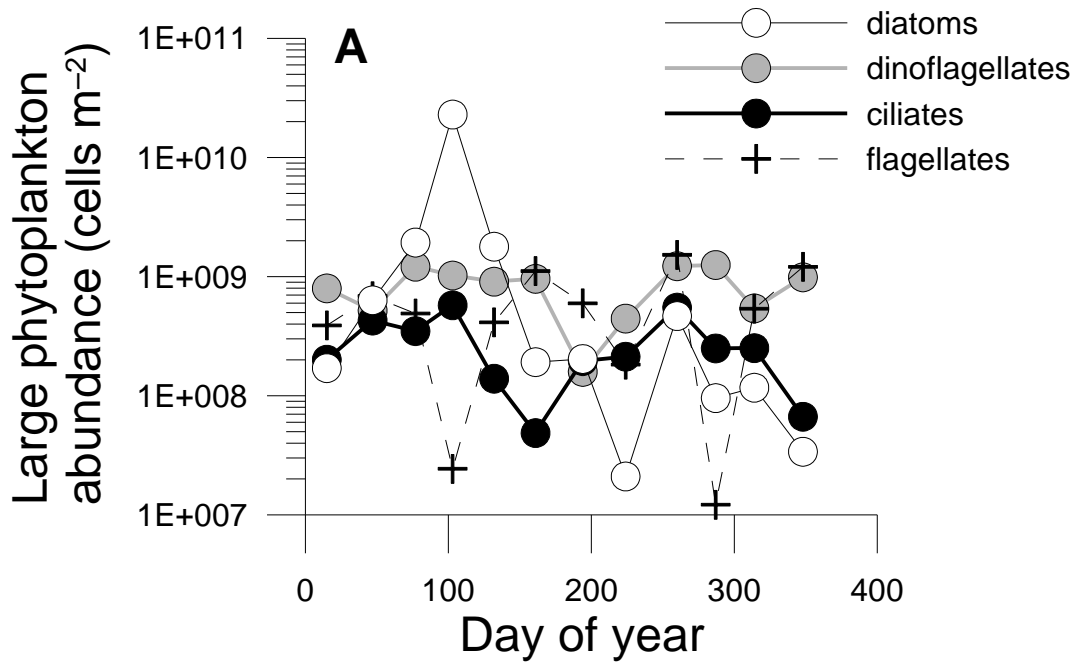 A
diatoms
dinoflagellates
ciliates
flagellates
Large phytoplankton
abundance (cells m⁻²)
1E+011
1E+010
1E+009
1E+008
1E+007
0 100 200 300 400
Day of year